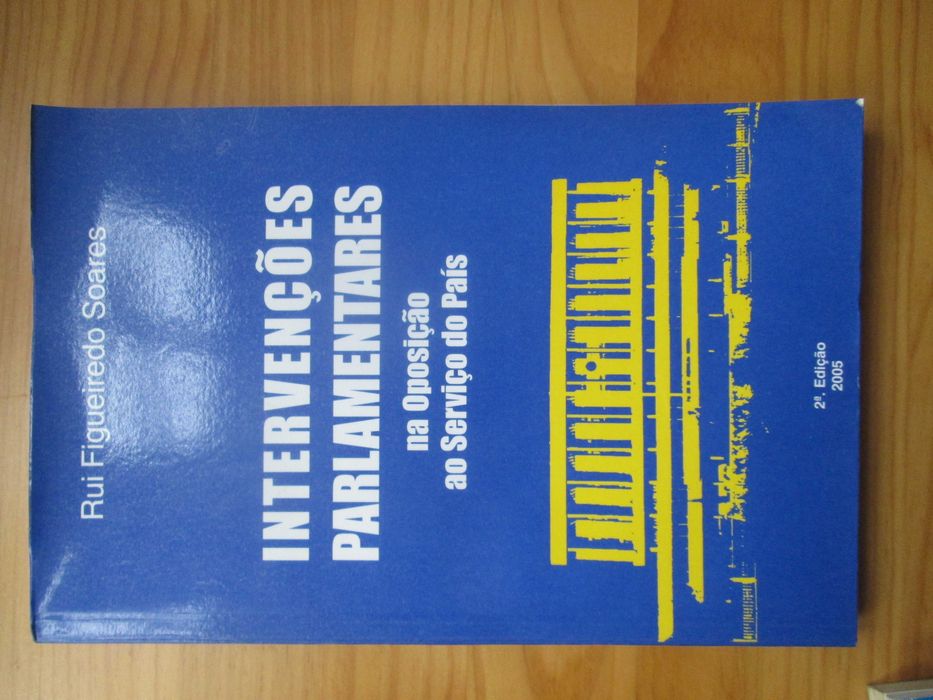 Rui Figueiredo Soares
INTERVENÇÕES
PARLAMENTARES
na Oposição
ao Serviço do País
2ª. Edição
2005